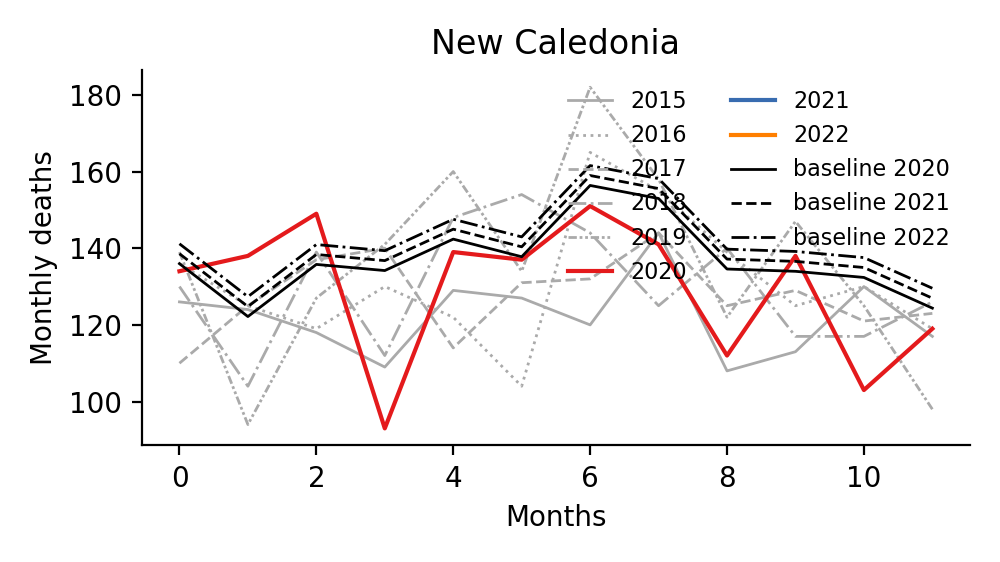 New Caledonia
Monthly deaths
180
160
140
120
100
2015
2016
2017
2018
2019
2020
2021
2022
baseline 2020
baseline 2021
baseline 2022
0 2 4 6 8 10
Months